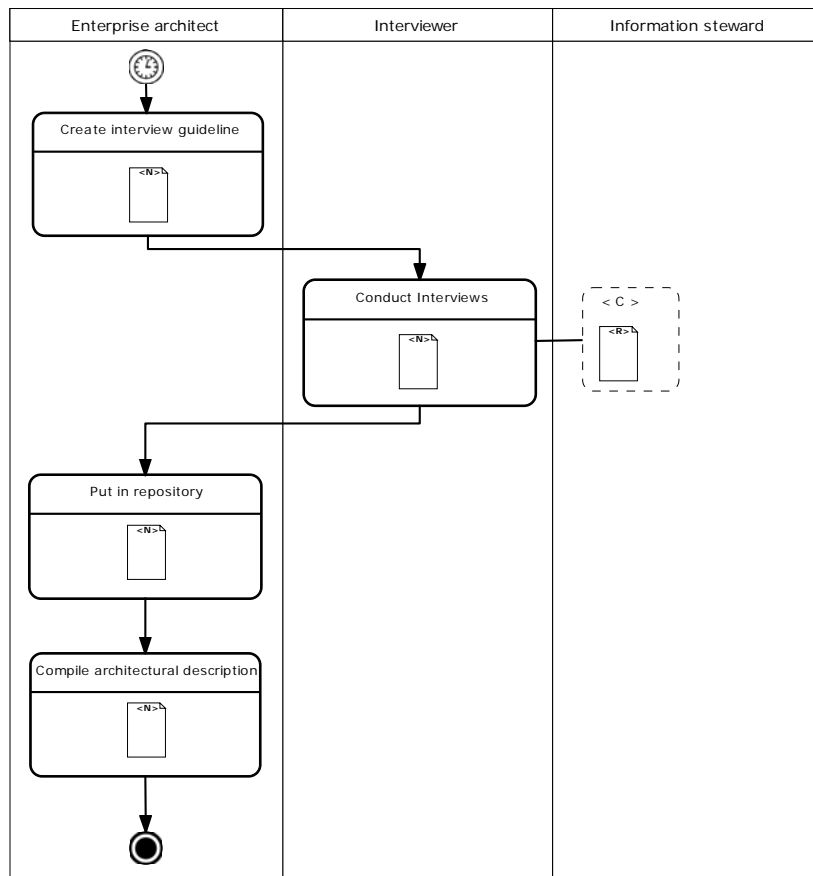 Enterprise architect
Interviewer
Information steward
Create interview guideline
<N>
Conduct Interviews
<N>
< C >
<R>
Put in repository
<N>
Compile architectural description
<N>